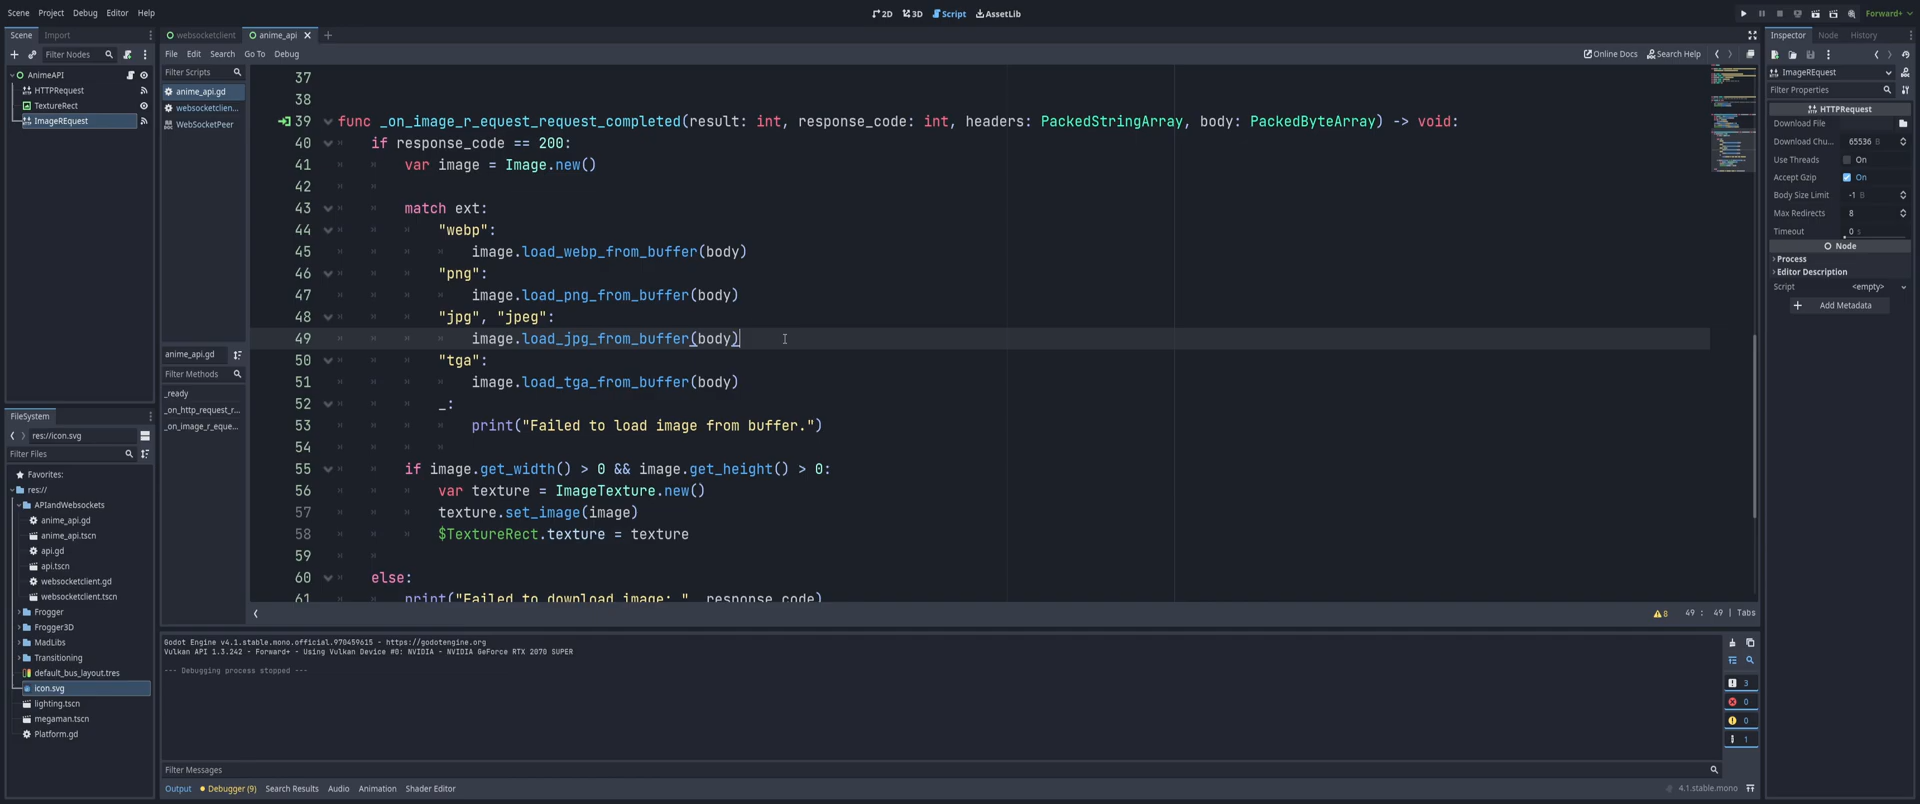 Scene Project Debug Editor Help
2D 3D Script AssetLib
Forward+
Scene Import
Filter Nodes
AnimeAPI
HTTPRequest
TextureRect
ImageREquest
FileSystem
res://icon.svg
Filter Files
Favorites:
res://
APIandWebsockets
anime_api.gd
anime_api.tscn
api.gd
api.tscn
websocketclient.gd
websocketclient.tscn
Frogger
Frogger3D
MadLibs
Transitioning
default_bus_layout.tres
icon.svg
lighting.tscn
megaman.tscn
Platform.gd
websocketclient anime_api
File Edit Search Go To Debug
Online Docs Search Help
Filter Scripts
anime_api.gd
websocketclien...
WebSocketPeer
anime_api.gd
Filter Methods
_ready
_on_http_request_r...
_on_image_r_eque...
37
38
39 func _on_image_r_equest_request_completed(result: int, response_code: int, headers: PackedStringArray, body: PackedByteArray) -> void:
40 if response_code == 200:
41 var image = Image.new()
42
43 match ext:
44 "webp":
45 image.load_webp_from_buffer(body)
46 "png":
47 image.load_png_from_buffer(body)
48 "jpg", "jpeg":
49 image.load_jpg_from_buffer(body)
50 "tga":
51 image.load_tga_from_buffer(body)
52 _:
53 print("Failed to load image from buffer.")
54
55 if image.get_width() > 0 && image.get_height() > 0:
56 var texture = ImageTexture.new()
57 texture.set_image(image)
58 $TextureRect.texture = texture
59
60 else:
61 print("Failed to download image: ", response_code)
8 49 : 49 | Tabs
Godot Engine v4.1.stable.mono.official.970459615 - https://godotengine.org
Vulkan API 1.3.242 - Forward+ - Using Vulkan Device #0: NVIDIA - NVIDIA GeForce RTX 2070 SUPER
--- Debugging process stopped ---
3
0
0
1
Filter Messages
Output Debugger (9) Search Results Audio Animation Shader Editor
4.1.stable.mono
Inspector Node History
ImageREquest
Filter Properties
HTTPRequest
Download File
Download Chu... 65536 B
Use Threads On
Accept Gzip On
Body Size Limit -1 B
Max Redirects 8
Timeout 0 s
Node
Process
Editor Description
Script <empty>
Add Metadata